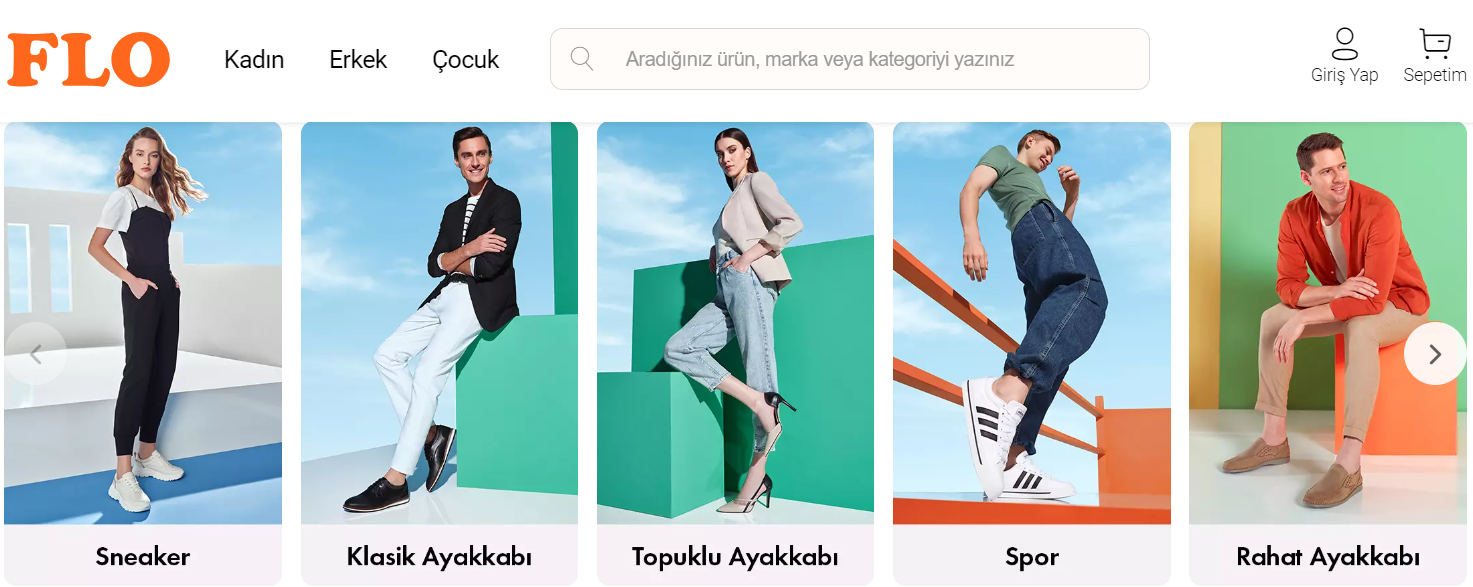 FLO
Kadın
Erkek
Çocuk
Aradığınız ürün, marka veya kategoriyi yazınız
Giriş Yap
Sepetim
Sneaker
Klasik Ayakkabı
Topuklu Ayakkabı
Spor
Rahat Ayakkabı